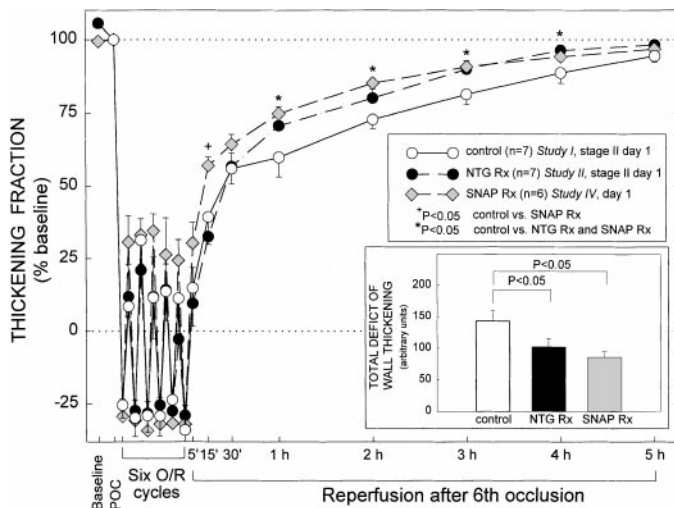 THICKENING FRACTION
(% baseline)
100
75
50
25
0
-25
Baseline
POC
Six O/R
cycles
5' 15' 30' 1 h 2 h 3 h 4 h 5 h
Reperfusion after 6th occlusion
+
* * * *
control (n=7) Study I, stage II day 1
NTG Rx (n=7) Study II, stage II day 1
SNAP Rx (n=6) Study IV, day 1
+P<0.05 control vs. SNAP Rx
*P<0.05 control vs. NTG Rx and SNAP Rx
TOTAL DEFICT OF
WALL THICKENING
(arbitrary units)
200
150
100
50
0
P<0.05
P<0.05
control NTG Rx SNAP Rx